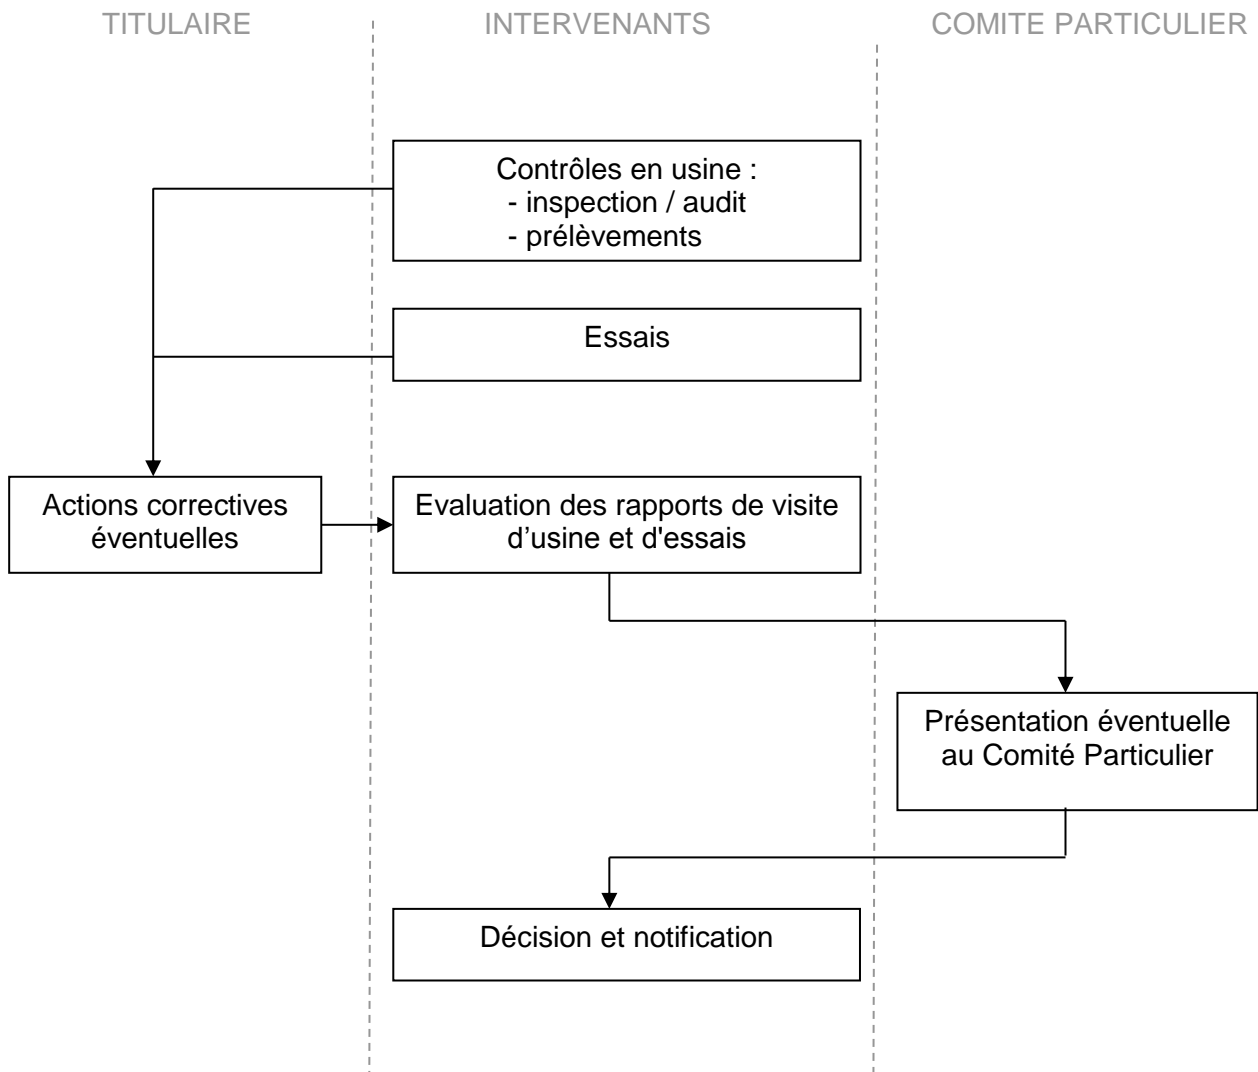 TITULAIRE
INTERVENANTS
COMITE PARTICULIER
Contrôles en usine :
- inspection / audit
- prélèvements
Essais
Actions correctives
éventuelles
Evaluation des rapports de visite
d’usine et d'essais
Présentation éventuelle
au Comité Particulier
Décision et notification